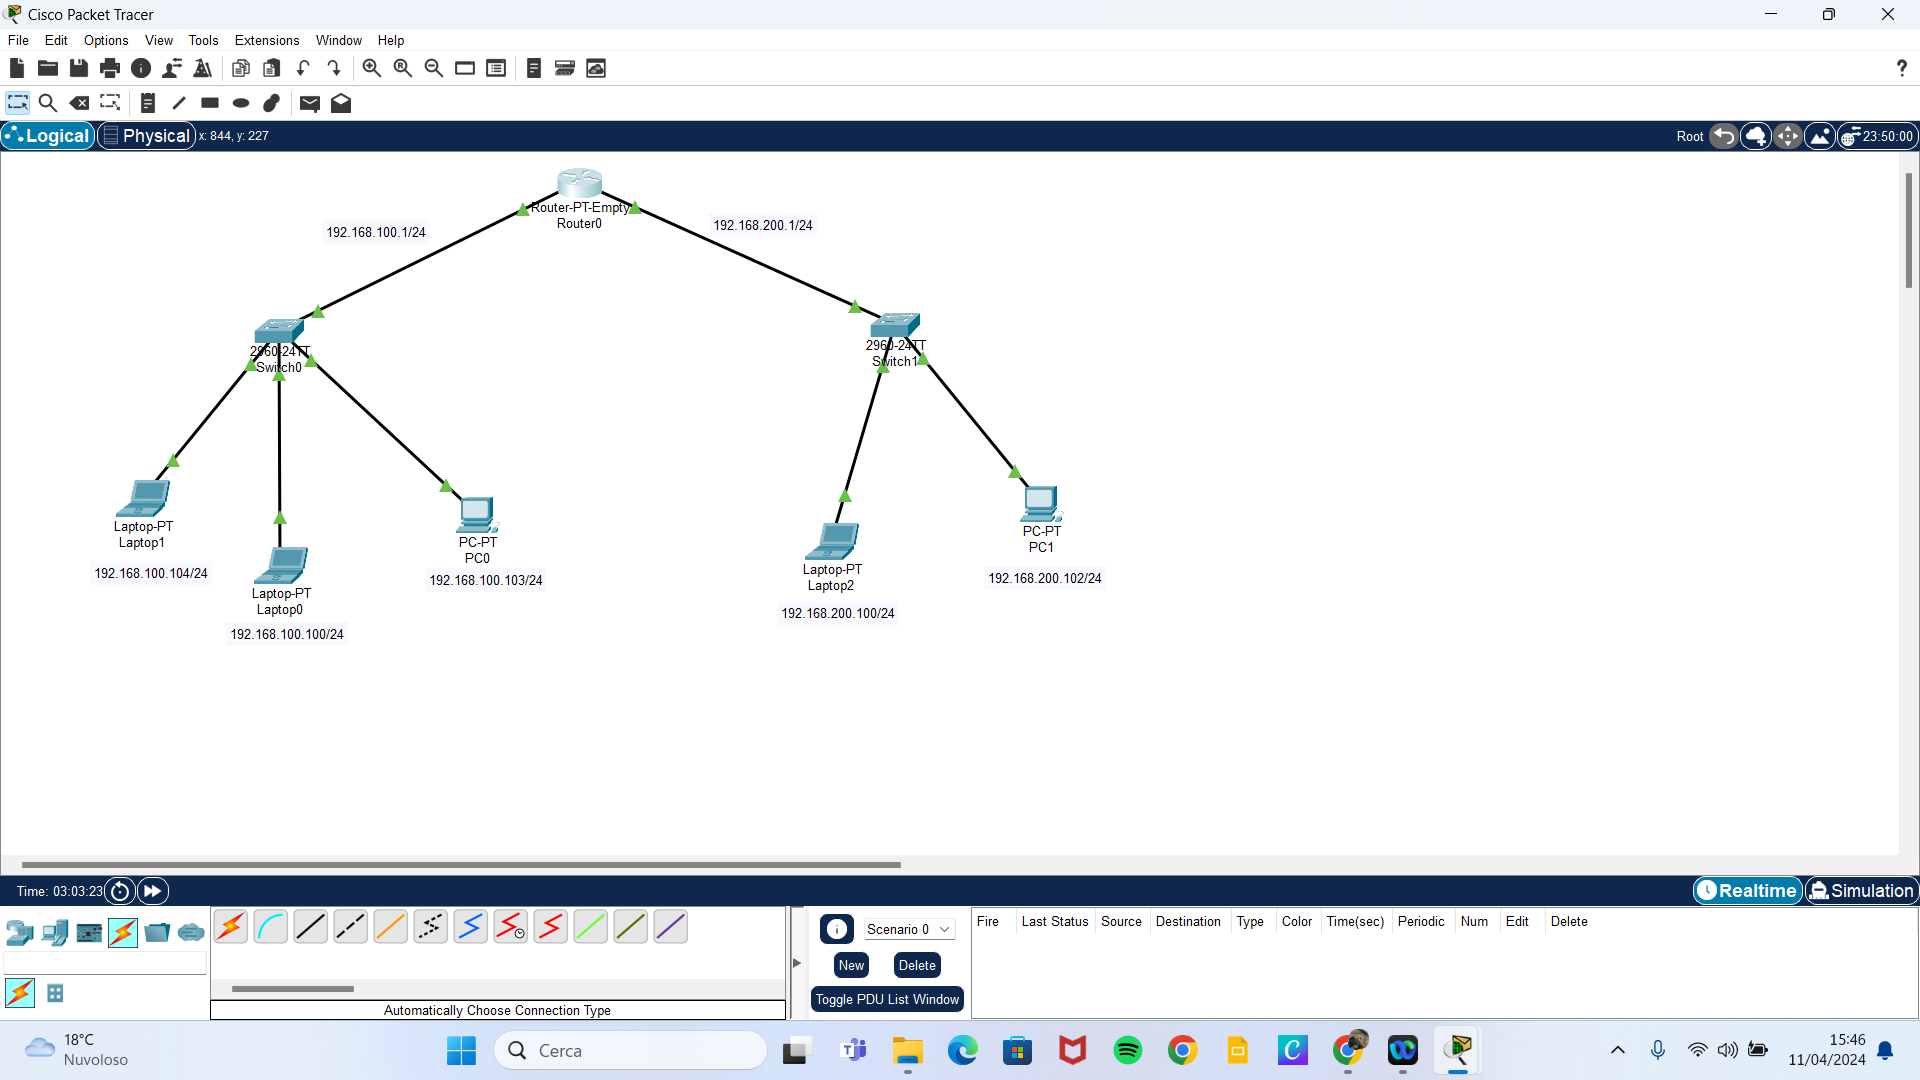 Cisco Packet Tracer
File Edit Options View Tools Extensions Window Help
?
Logical Physical x: 844, y: 227 Root 23:50:00
Router-PT-Empty
Router0
192.168.100.1/24
192.168.200.1/24
2960-24TT
Switch0
2960-24TT
Switch1
Laptop-PT
Laptop1
192.168.100.104/24
Laptop-PT
Laptop0
192.168.100.100/24
PC-PT
PC0
192.168.100.103/24
Laptop-PT
Laptop2
192.168.200.100/24
PC-PT
PC1
192.168.200.102/24
Time: 03:03:23 Realtime Simulation
Scenario 0
New Delete
Toggle PDU List Window
Fire Last Status Source Destination Type Color Time(sec) Periodic Num Edit Delete
Automatically Choose Connection Type
18°C
Nuvoloso
Cerca
15:46
11/04/2024